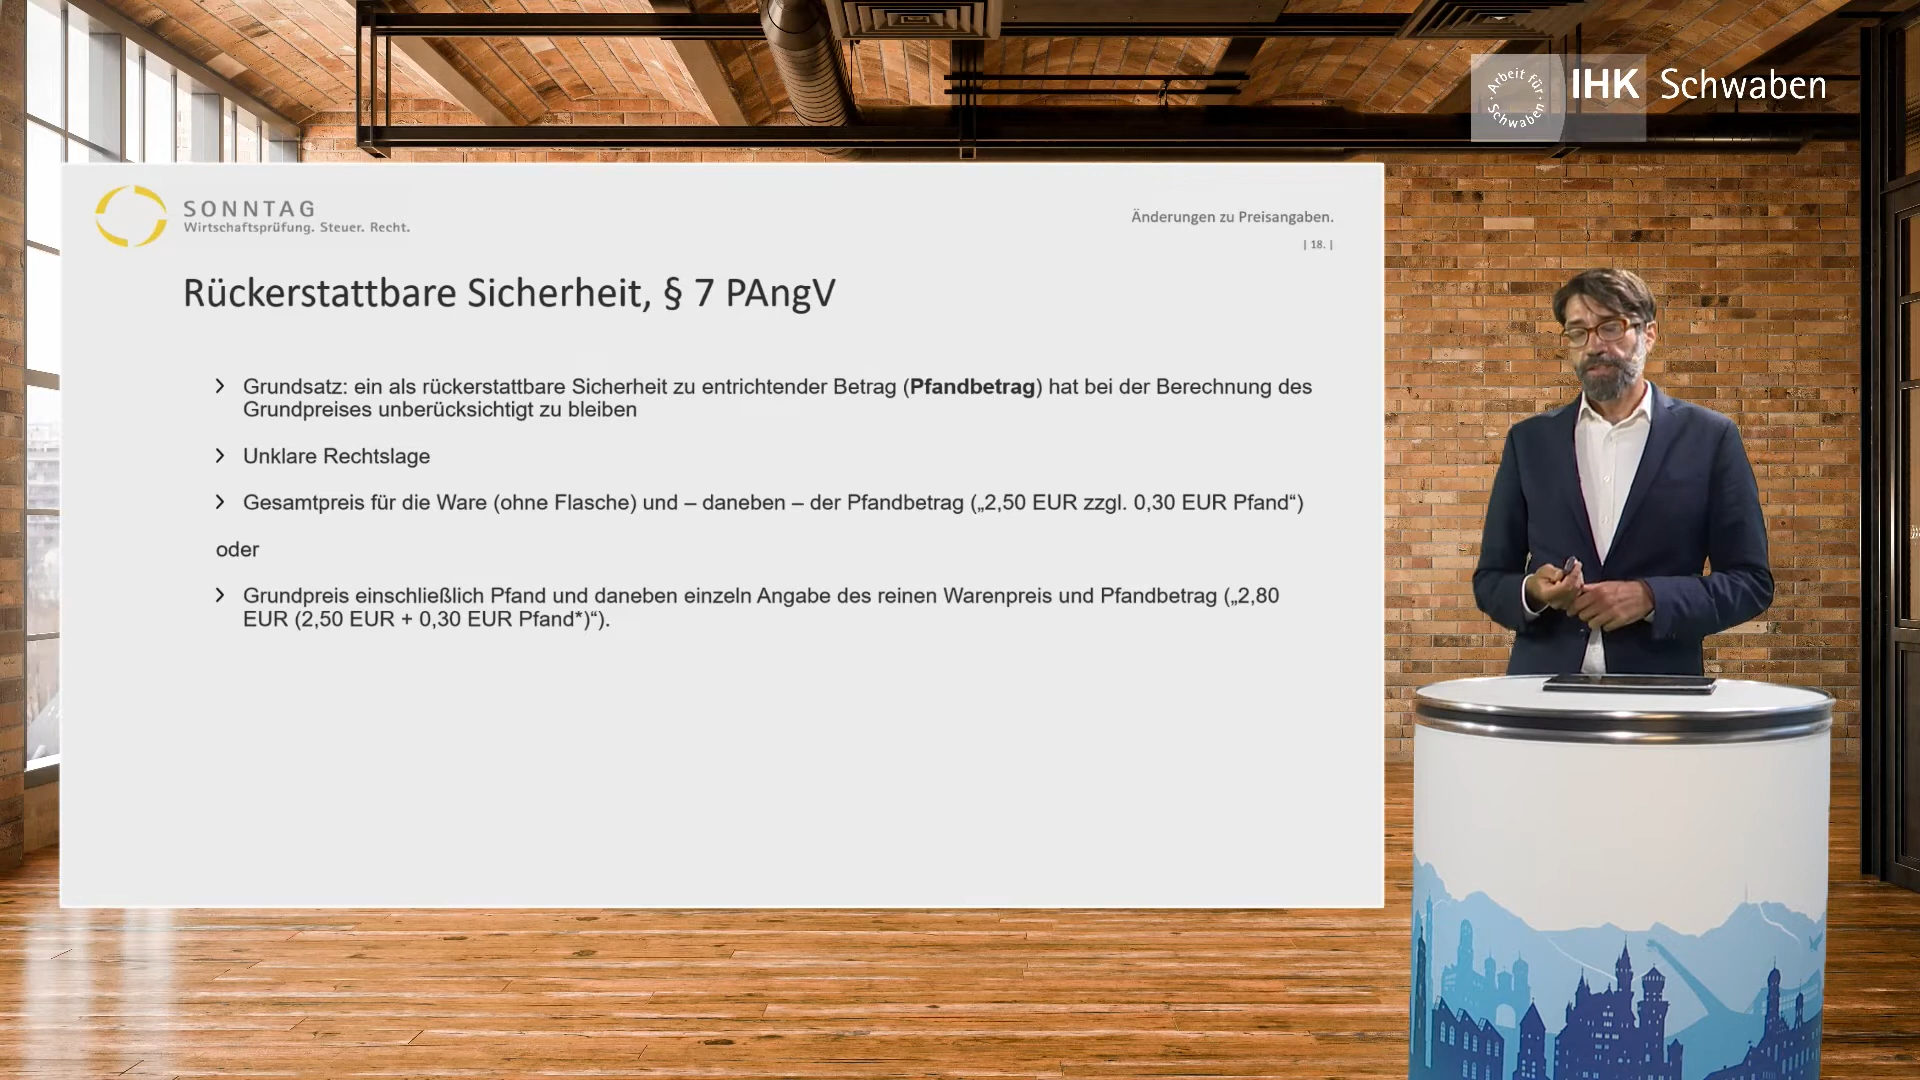 Arbeit für Schwaben
IHK Schwaben
SONNTAG
Wirtschaftsprüfung. Steuer. Recht.
Änderungen zu Preisangaben.
| 18. |
Rückerstattbare Sicherheit, § 7 PAngV
Grundsatz: ein als rückerstattbare Sicherheit zu entrichtender Betrag (Pfandbetrag) hat bei der Berechnung des
Grundpreises unberücksichtigt zu bleiben
Unklare Rechtslage
Gesamtpreis für die Ware (ohne Flasche) und – daneben – der Pfandbetrag („2,50 EUR zzgl. 0,30 EUR Pfand“)
oder
Grundpreis einschließlich Pfand und daneben einzeln Angabe des reinen Warenpreis und Pfandbetrag („2,80
EUR (2,50 EUR + 0,30 EUR Pfand*)“).